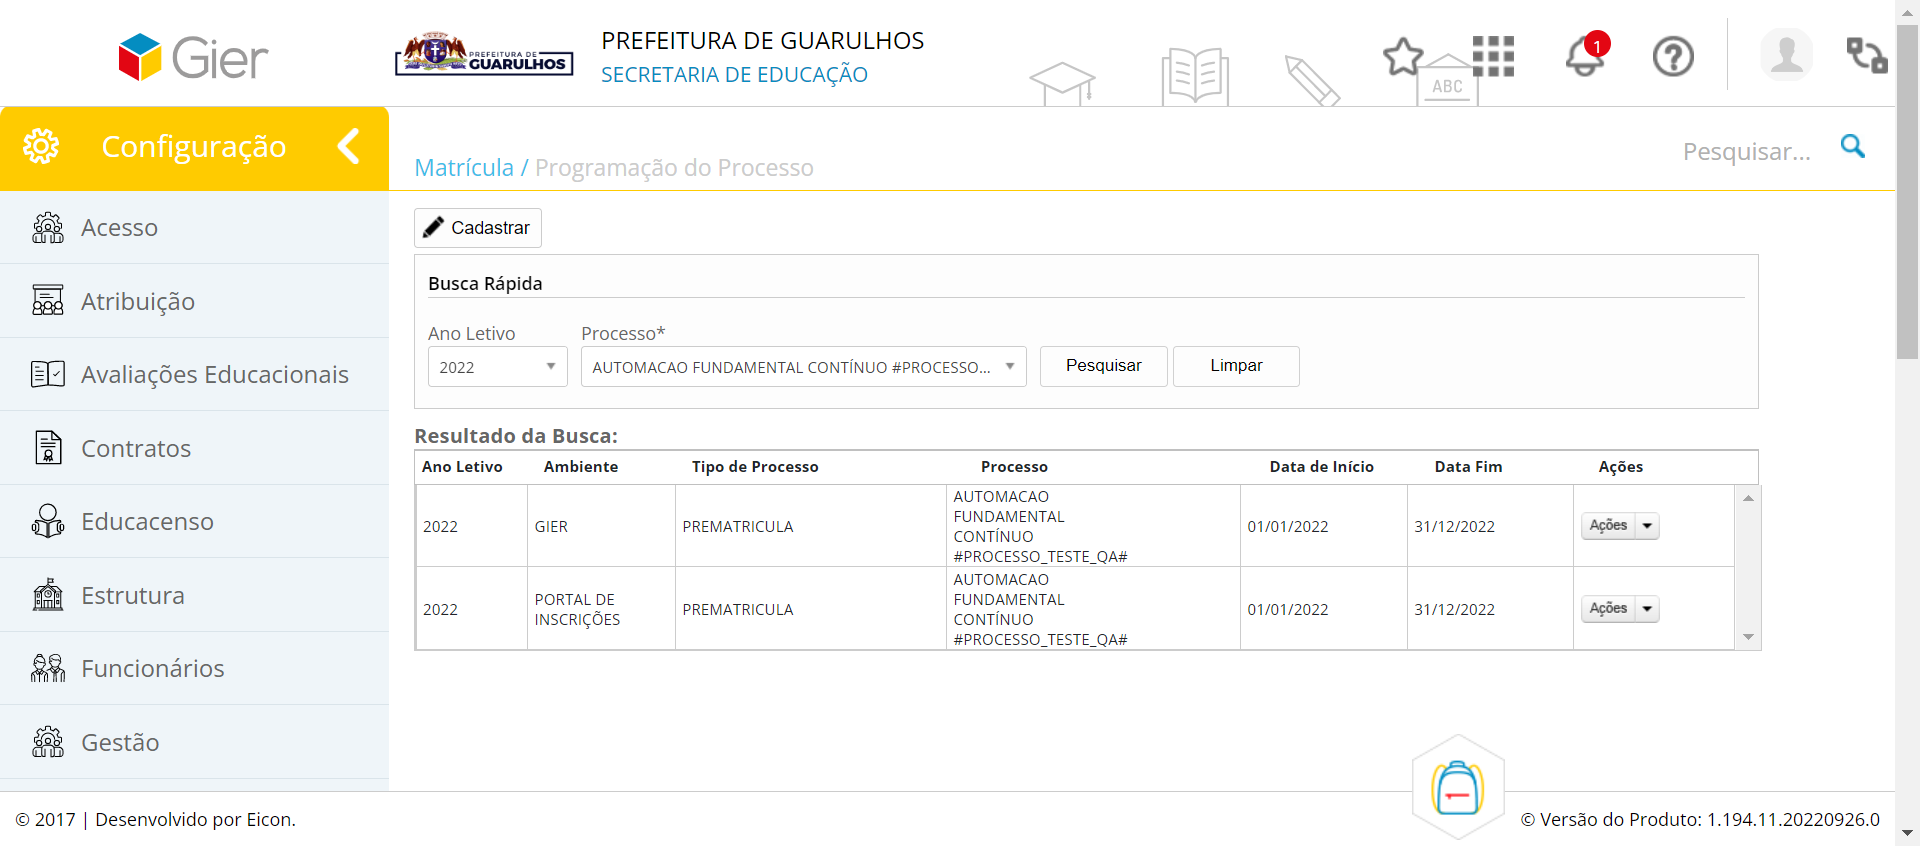 Gier
PREFEITURA DE
GUARULHOS
PREFEITURA DE GUARULHOS
SECRETARIA DE EDUCAÇÃO
ABC
1
Configuração
Matrícula / Programação do Processo
Pesquisar...
Acesso
Atribuição
Avaliações Educacionais
Contratos
Educacenso
Estrutura
Funcionários
Gestão
Cadastrar
Busca Rápida
Ano Letivo Processo*
2022 AUTOMACAO FUNDAMENTAL CONTÍNUO #PROCESSO... Pesquisar Limpar
Resultado da Busca:
Ano Letivo Ambiente Tipo de Processo Processo Data de Início Data Fim Ações
2022 GIER PREMATRICULA AUTOMACAO
FUNDAMENTAL
CONTÍNUO
#PROCESSO_TESTE_QA# 01/01/2022 31/12/2022 Ações
2022 PORTAL DE
INSCRIÇÕES PREMATRICULA AUTOMACAO
FUNDAMENTAL
CONTÍNUO
#PROCESSO_TESTE_QA# 01/01/2022 31/12/2022 Ações
© 2017 | Desenvolvido por Eicon.
© Versão do Produto: 1.194.11.20220926.0